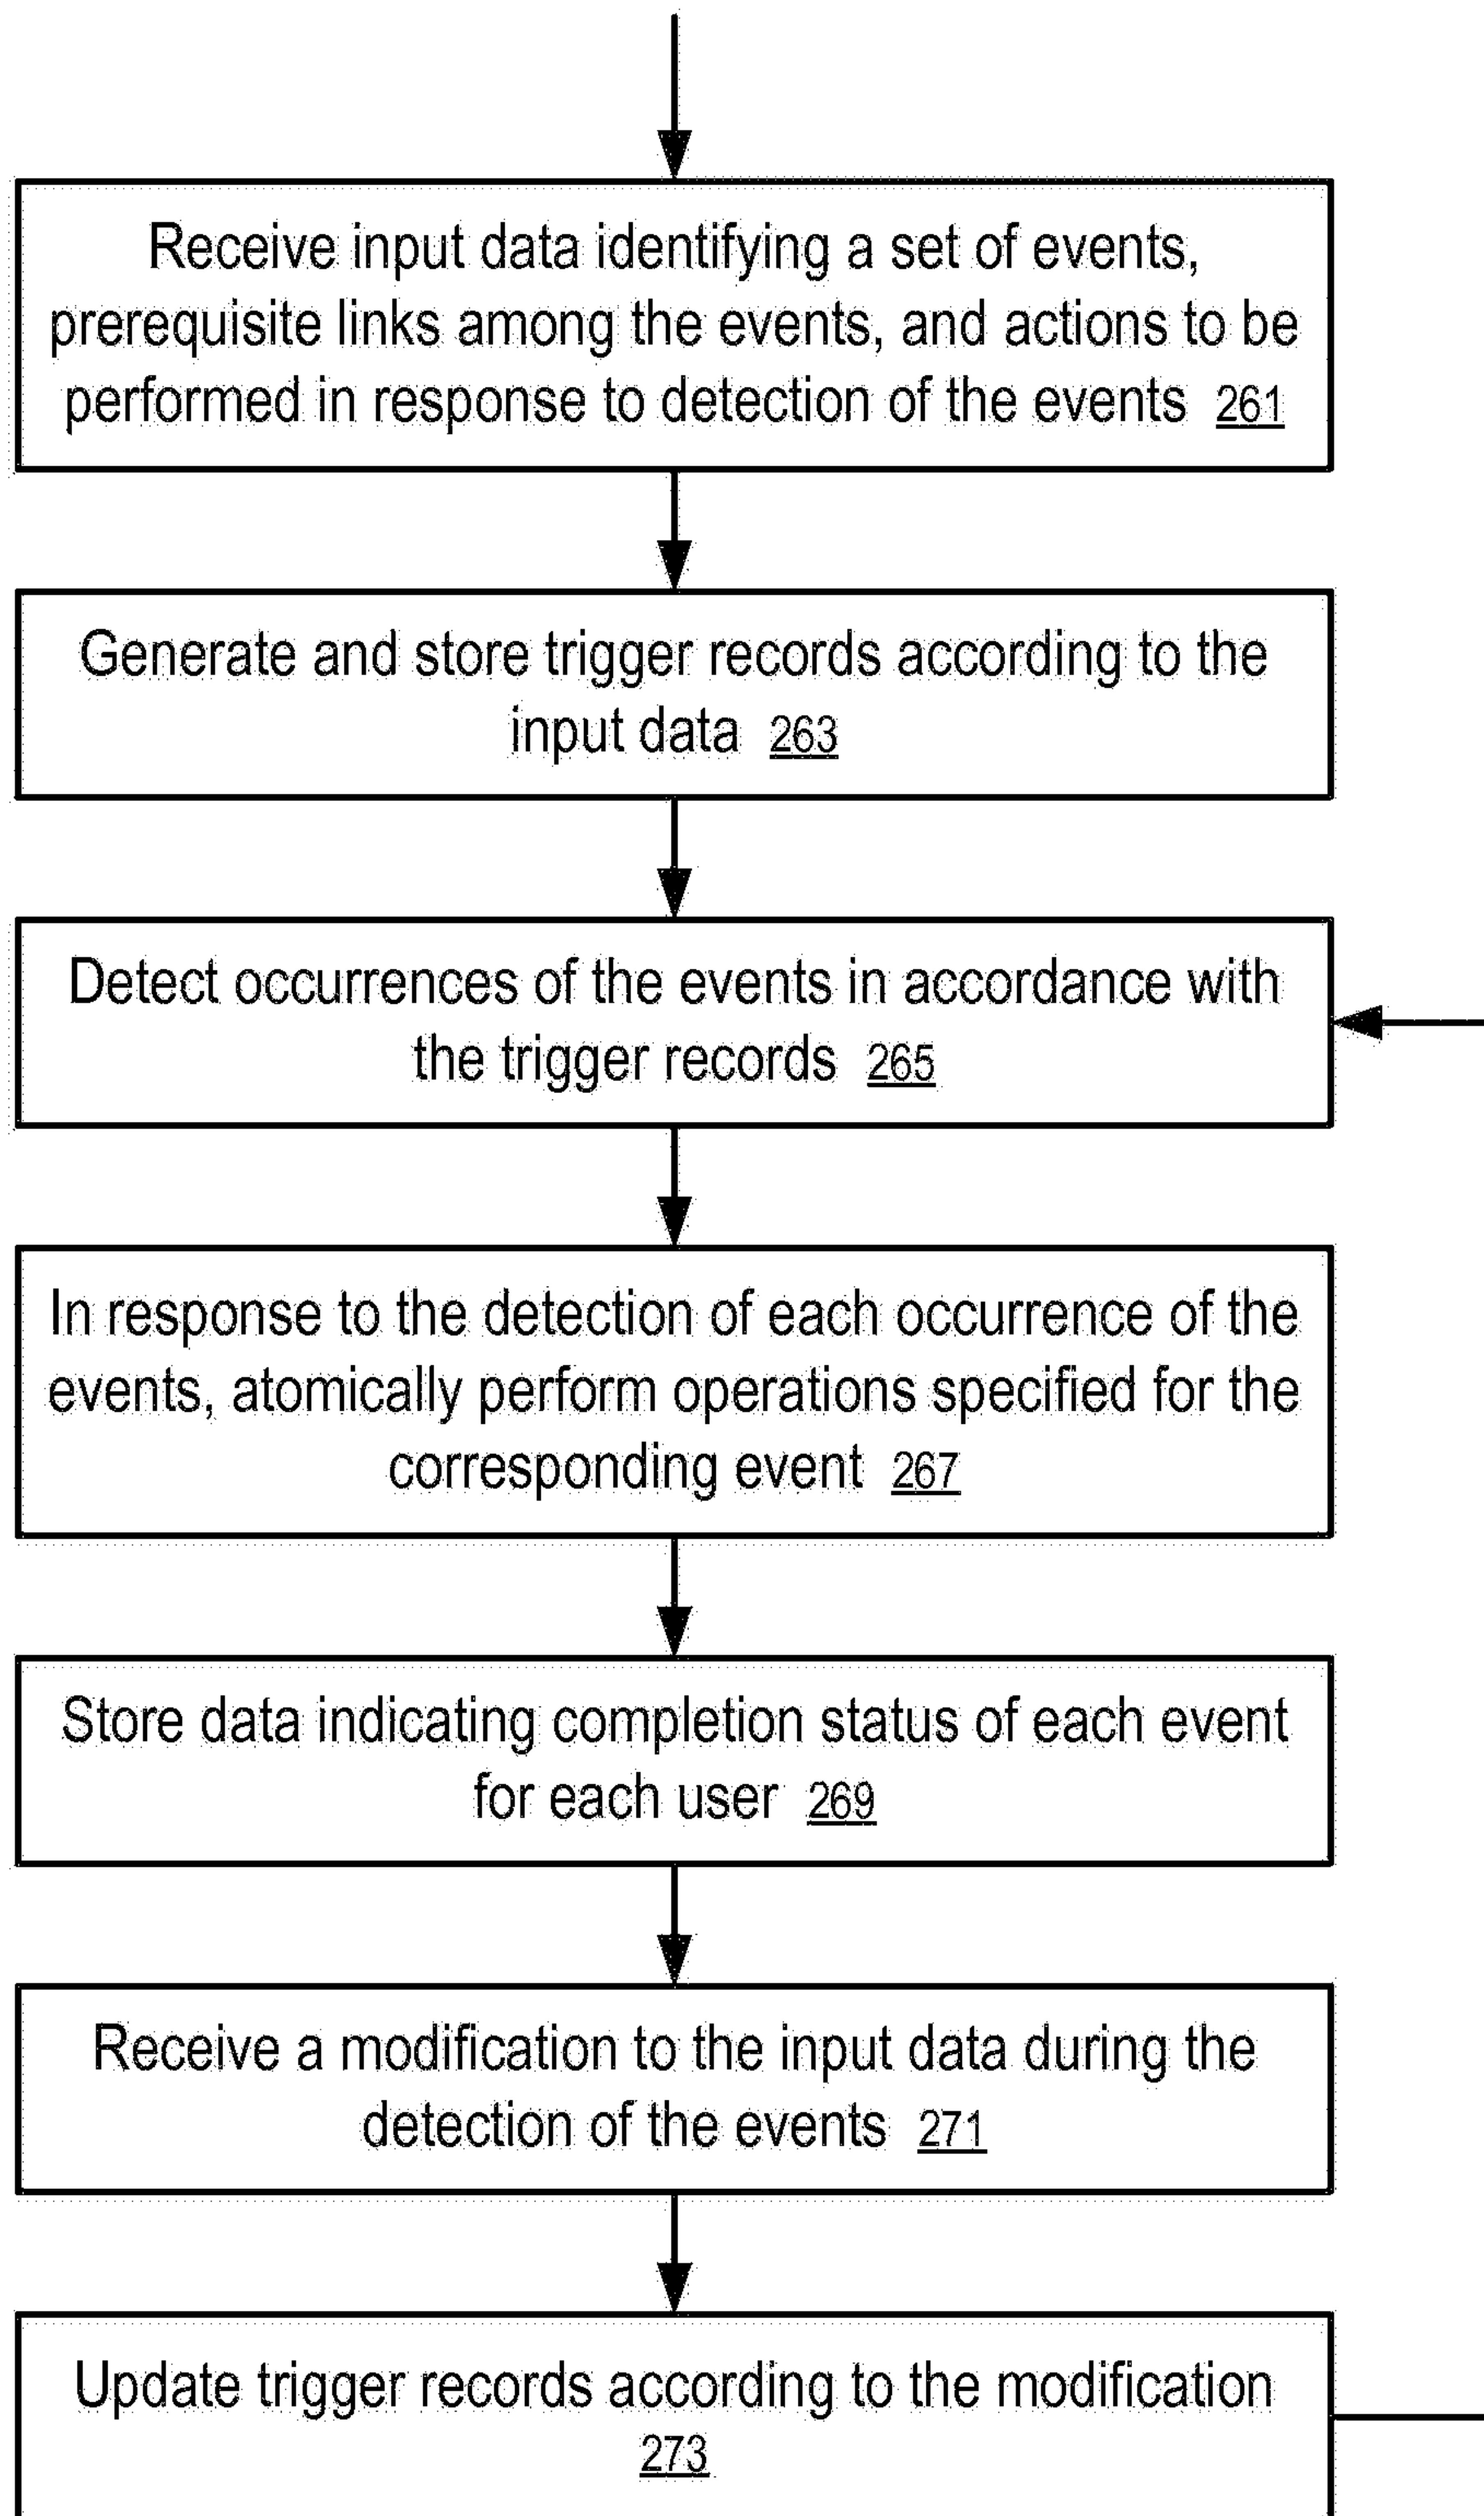 Receive input data identifying a set of events,
prerequisite links among the events, and actions to be
performed in response to detection of the events 261
Generate and store trigger records according to the
input data 263
Detect occurrences of the events in accordance with
the trigger records 265
In response to the detection of each occurrence of the
events, atomically perform operations specified for the
corresponding event 267
Store data indicating completion status of each event
for each user 269
Receive a modification to the input data during the
detection of the events 271
Update trigger records according to the modification
273